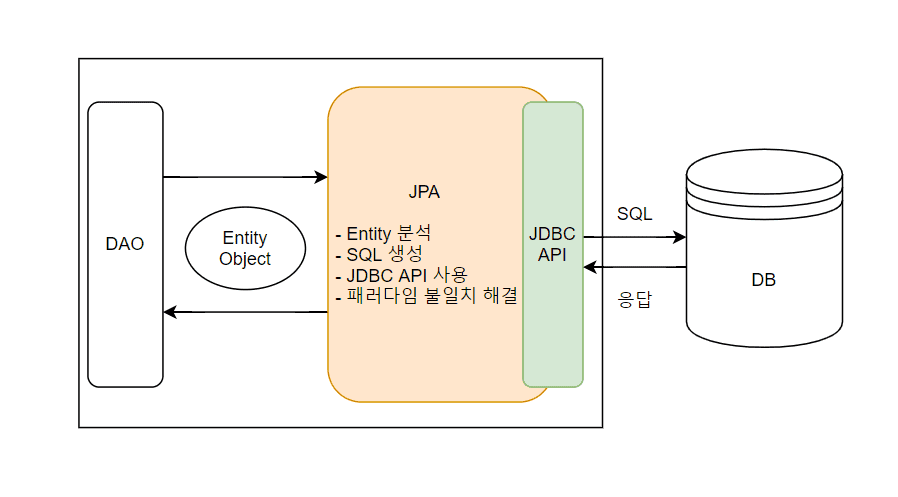 DAO
Entity
Object
JPA
- Entity 분석
- SQL 생성
- JDBC API 사용
- 패러다임 불일치 해결
JDBC
API
SQL
응답
DB